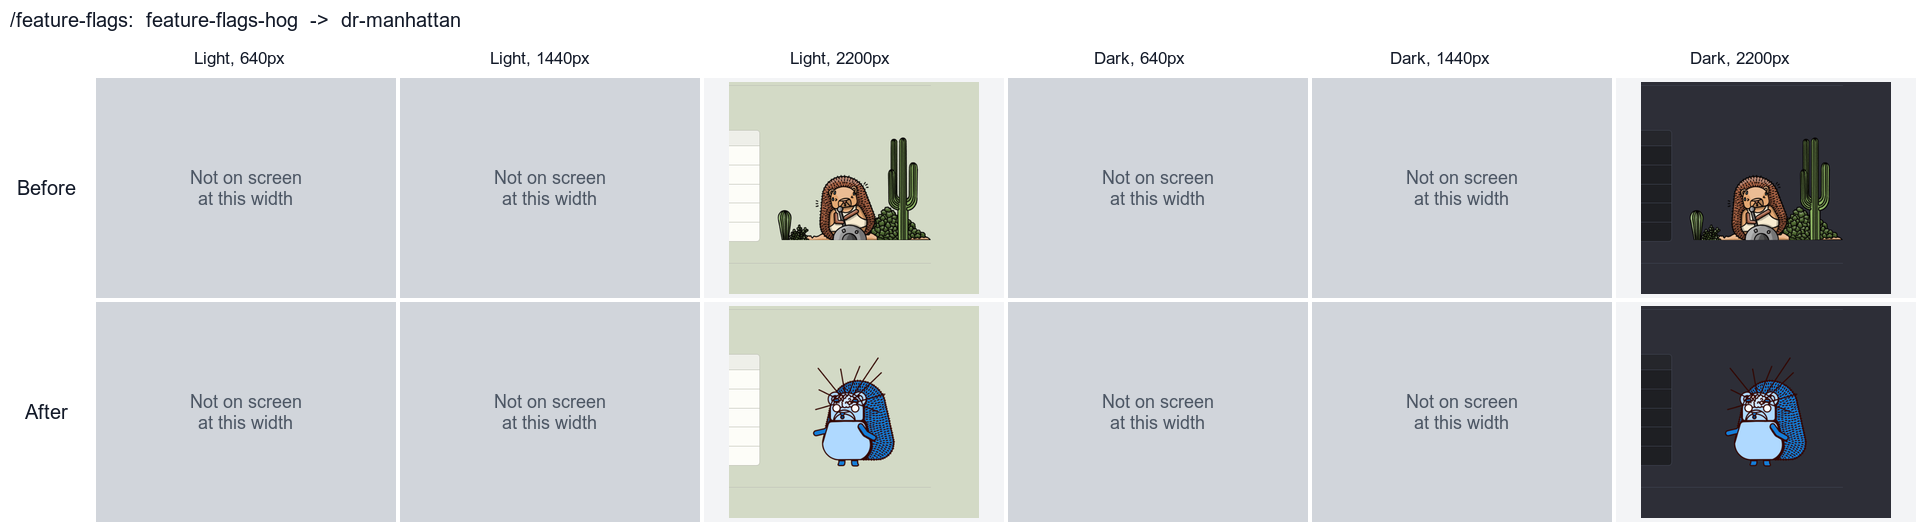 /feature-flags:  feature-flags-hog  ->  dr-manhattan
Light, 640px
Light, 1440px
Light, 2200px
Dark, 640px
Dark, 1440px
Dark, 2200px
Before
Not on screen
at this width
Not on screen
at this width
Not on screen
at this width
Not on screen
at this width
After
Not on screen
at this width
Not on screen
at this width
Not on screen
at this width
Not on screen
at this width